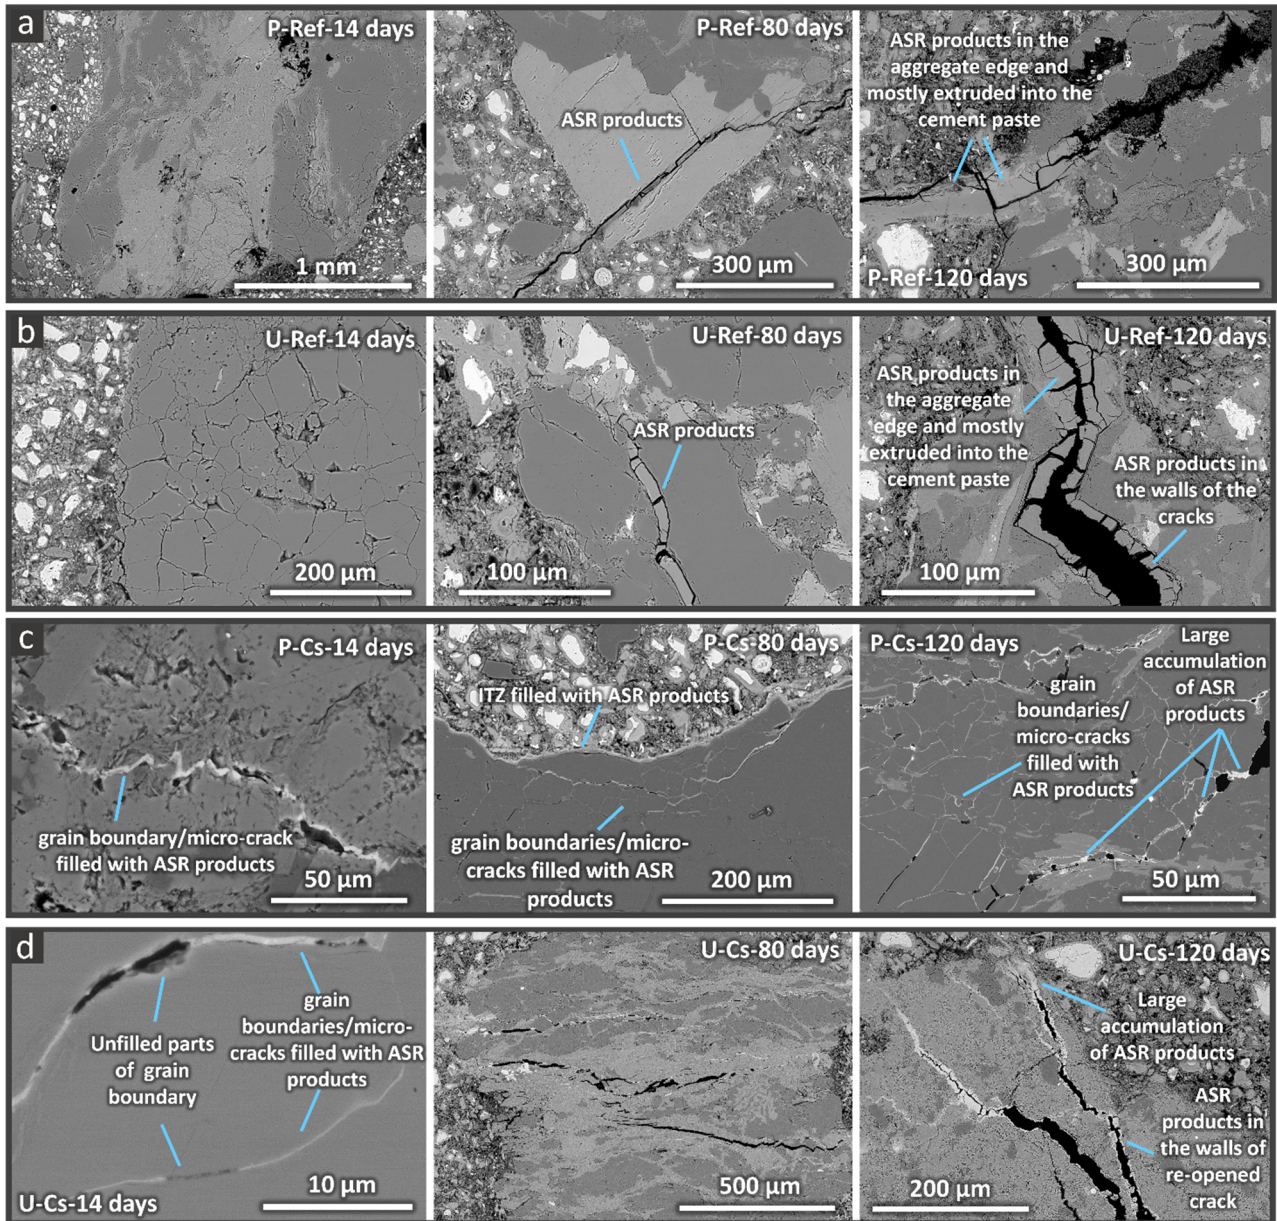 a
P-Ref-14 days
1 mm
P-Ref-80 days
ASR products
300 µm
ASR products in the
aggregate edge and
mostly extruded into the
cement paste
P-Ref-120 days
300 µm
b
U-Ref-14 days
200 µm
U-Ref-80 days
ASR products
100 µm
U-Ref-120 days
ASR products in
the aggregate
edge and mostly
extruded into the
cement paste
ASR products in
the walls of the
cracks
100 µm
c
P-Cs-14 days
grain boundary/micro-crack
filled with ASR products
50 µm
P-Cs-80 days
ITZ filled with ASR products
grain boundaries/micro-
cracks filled with ASR
products
200 µm
P-Cs-120 days
Large
accumulation
of ASR
products
grain
boundaries/
micro-cracks
filled with
ASR products
50 µm
d
Unfilled parts
of grain
boundary
grain
boundaries/micro-
cracks filled with ASR
products
U-Cs-14 days
10 µm
U-Cs-80 days
500 µm
U-Cs-120 days
Large
accumulation
of ASR products
ASR
products in
the walls of
re-opened
crack
200 µm